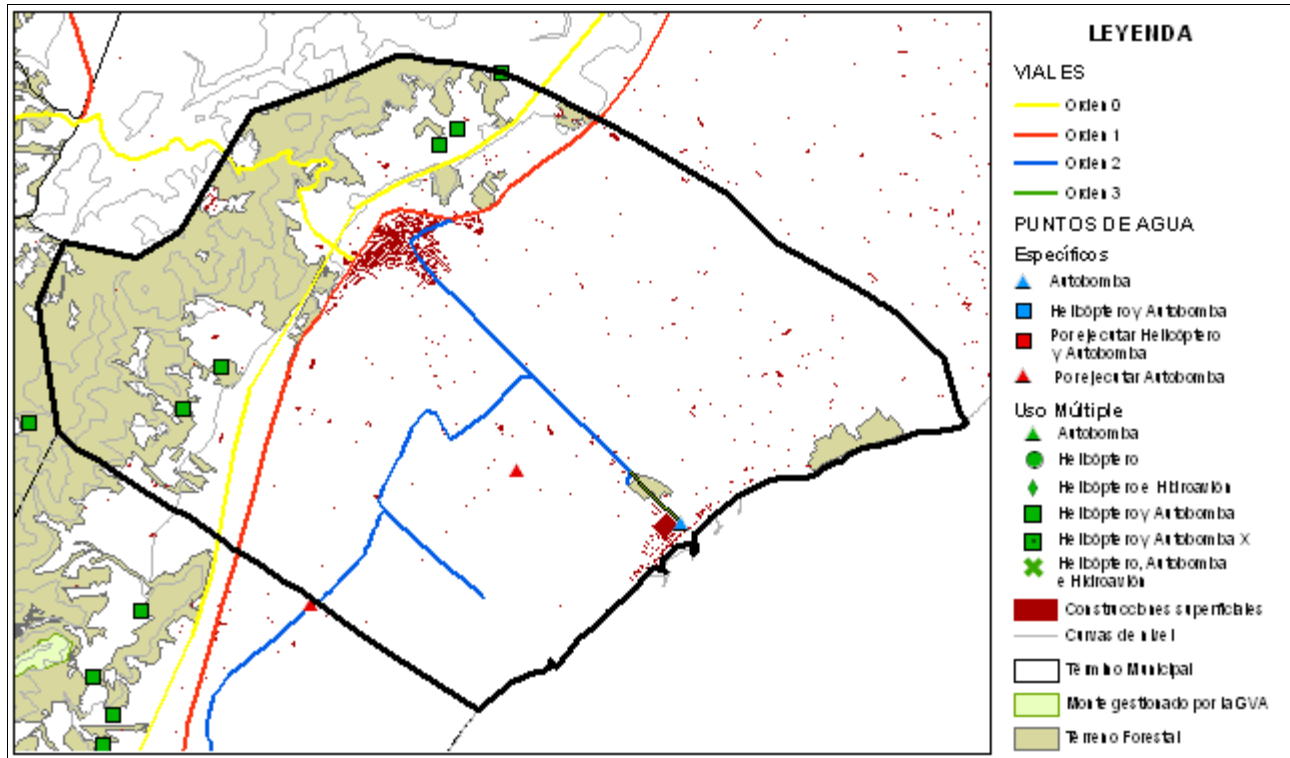 LEYENDA
VIALES
Orden 0
Orden 1
Orden 2
Orden 3
PUNTOS DE AGUA
Específicos
Autobomba
Helicóptero y Autobomba
Por ejecutar Helicóptero
y Autobomba
Por ejecutar Autobomba
Uso Múltiple
Autobomba
Helicóptero
Helicóptero e Hidroavión
Helicóptero y Autobomba
Helicóptero y Autobomba X
Helicóptero, Autobomba
e Hidroavión
Construcciones superficiales
Curvas de nivel
Término Municipal
Monte gestionado por la GVA
Terreno Forestal